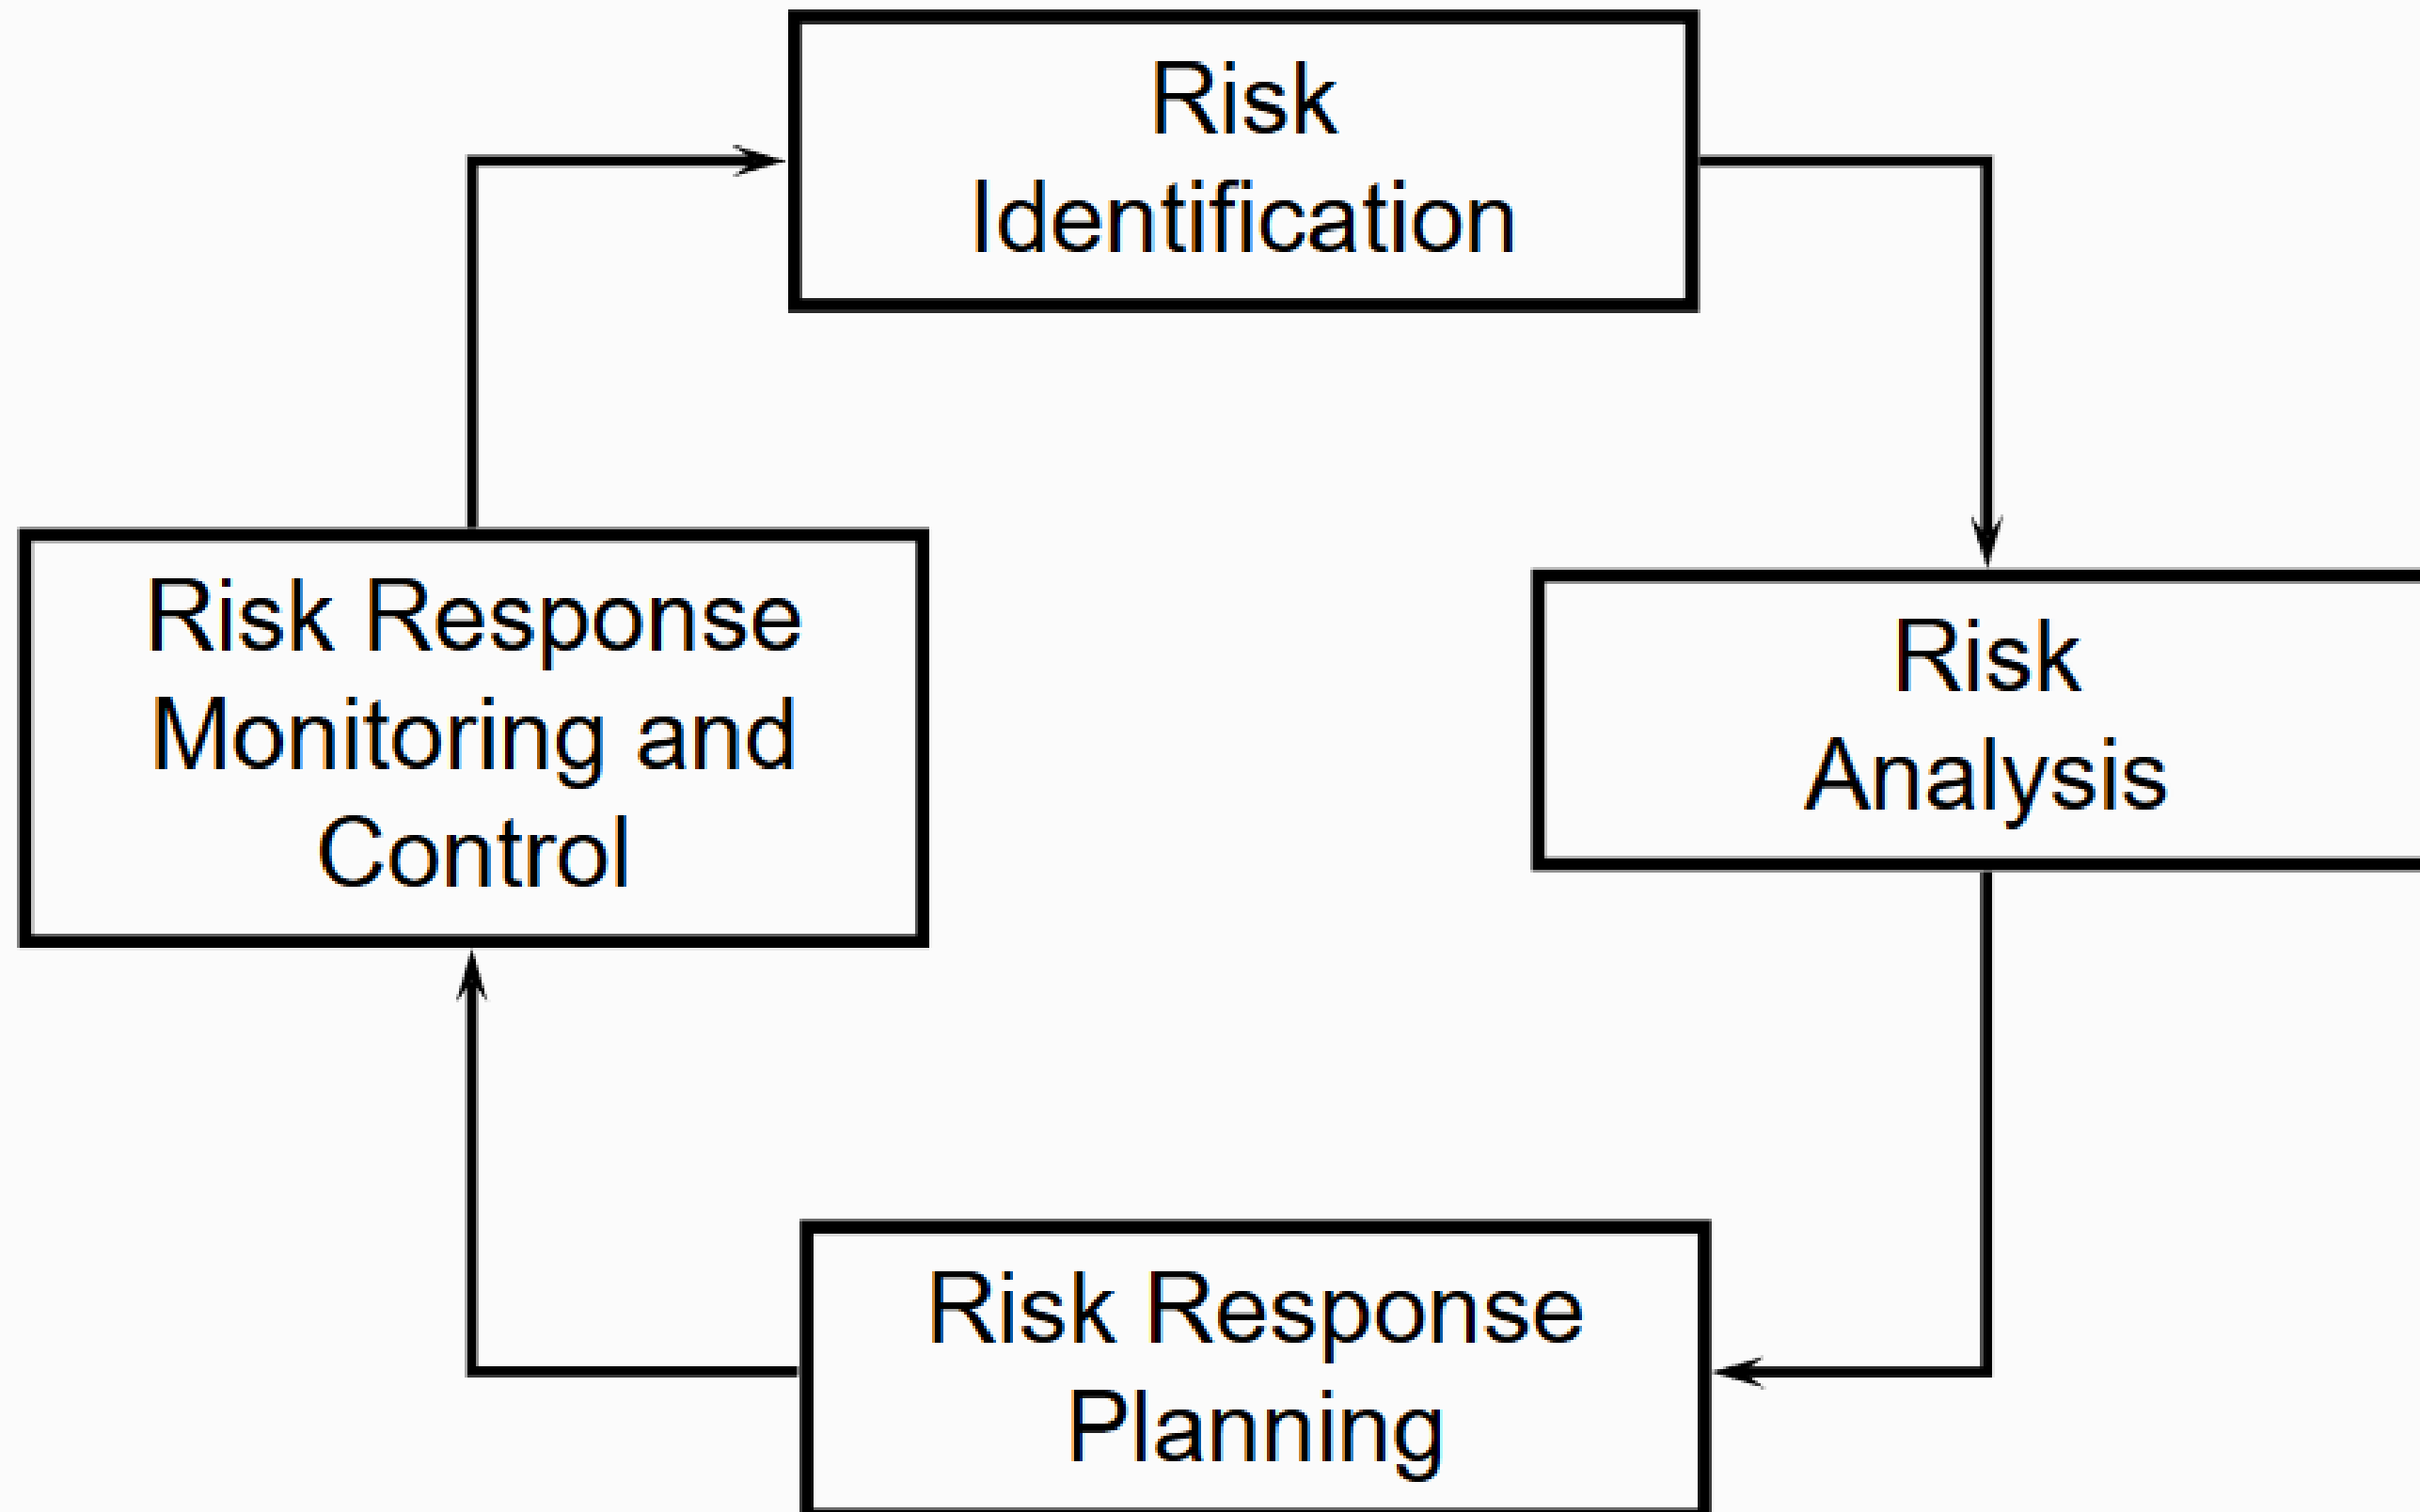 Risk
Identification
Risk
Analysis
Risk Response
Planning
Risk Response
Monitoring and
Control